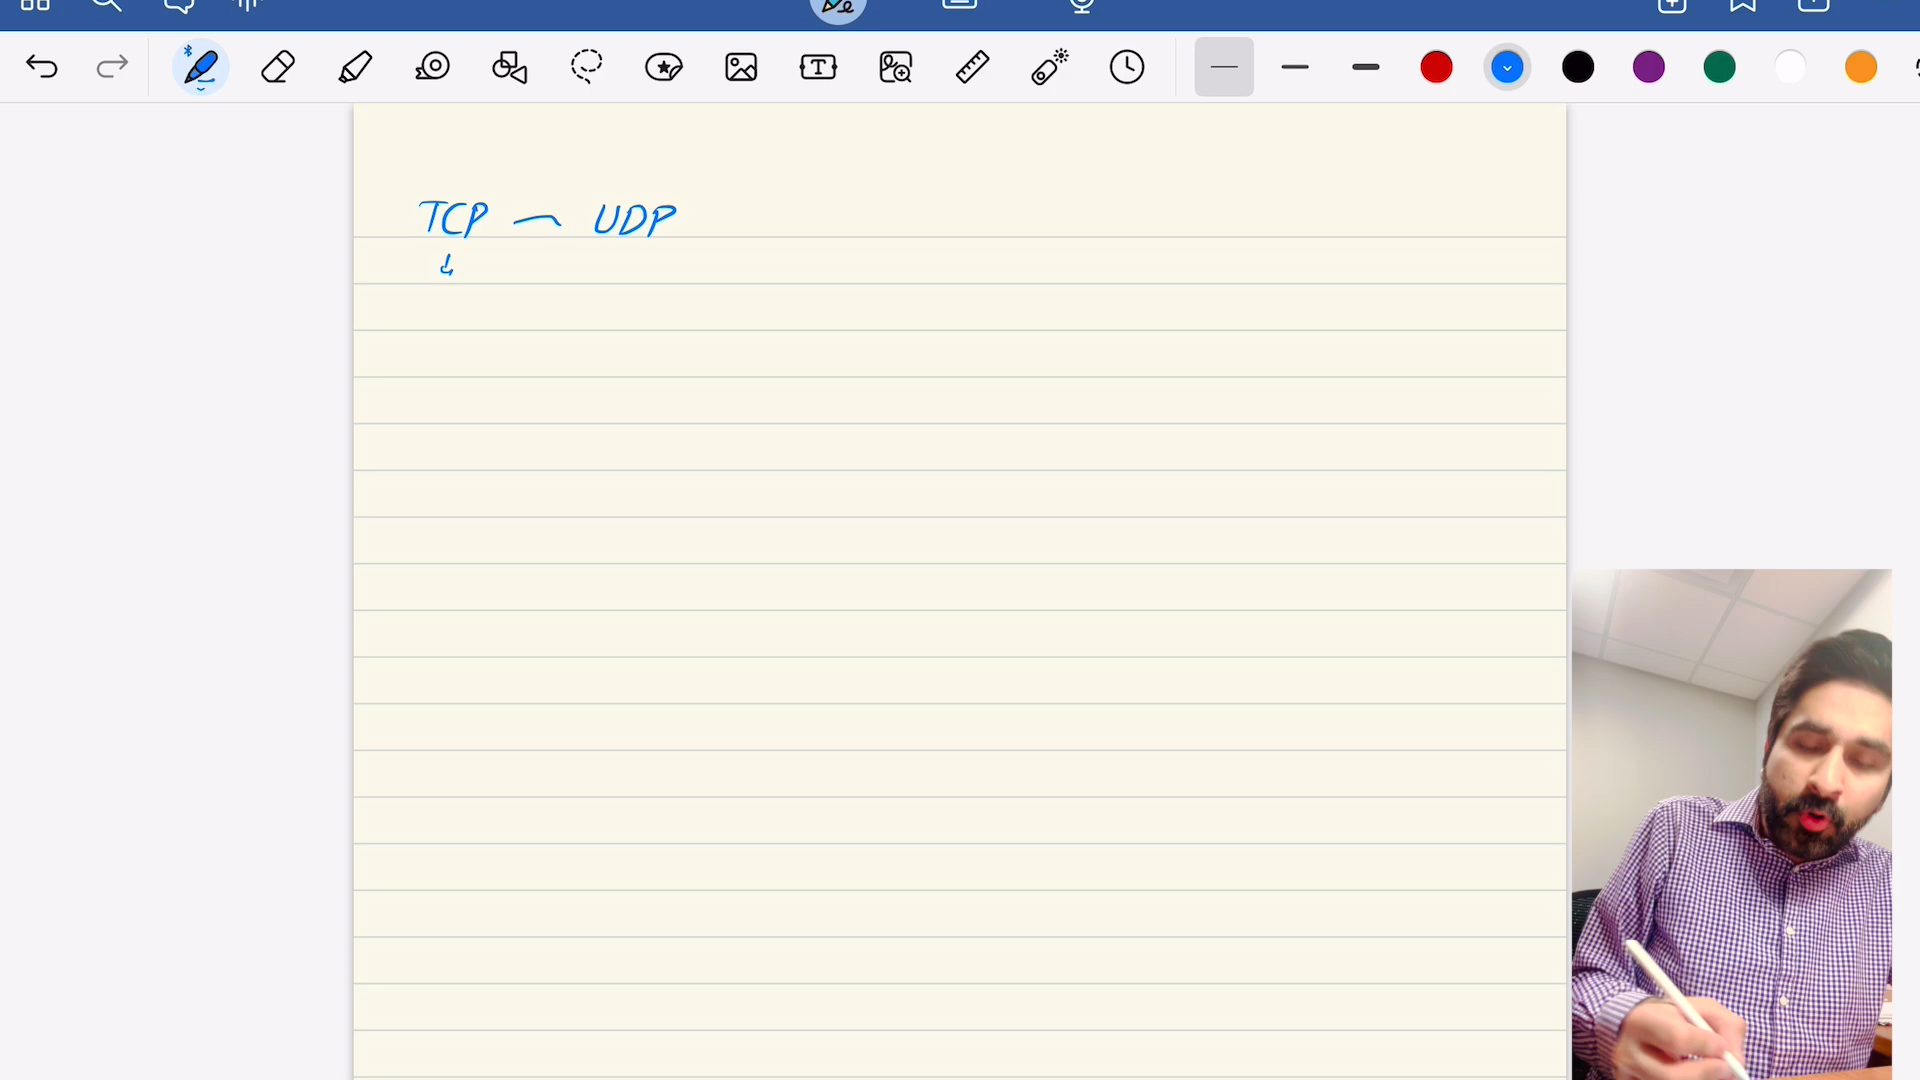 TCP — UDP
↓